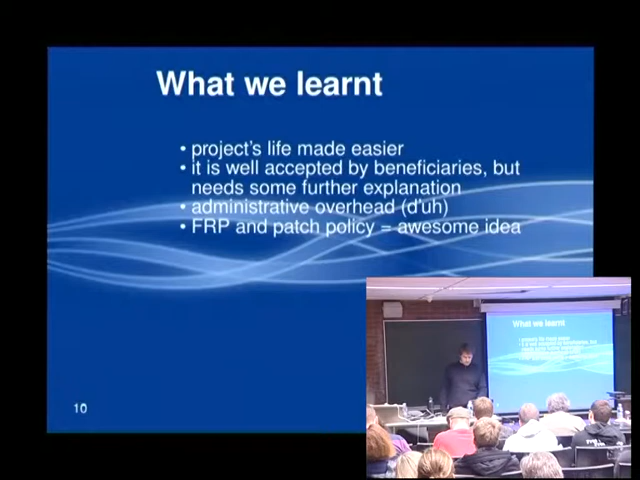 What we learnt
• project's life made easier
• it is well accepted by beneficiaries, but
needs some further explanation
• administrative overhead (d'uh)
• FRP and patch policy = awesome idea
10
What we learnt